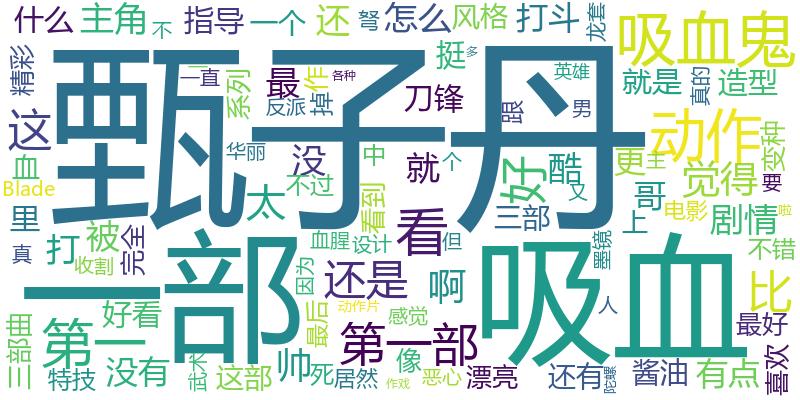 什么 主角 不 指导 一个 还 弩 怎么 风格 打斗 龙套 吸血鬼
精彩 一直 系列 最 作 各种 挺 多 英雄 就是 真的 造型
反派 掉 刀锋 跟 男
甄子丹
这 动作 变种
血 华丽 没 中 就 个 好 酷 更 主 觉得 要
Blade 不过 看到 又 哥
里 太 看 三部 上 电影 剧情 啦
真 打 被 完全 血腥 设计 但 墨镜 不错
收割 一部 因为 还是 啊 吸血 人 比
三部曲 第一 好看 最后 动作片 感觉 第一部 最好
特技 没有 武术 这部 帅 死 居然 像 作戏 恶心 漂亮 还有 陀螺 酱油 有点 喜欢